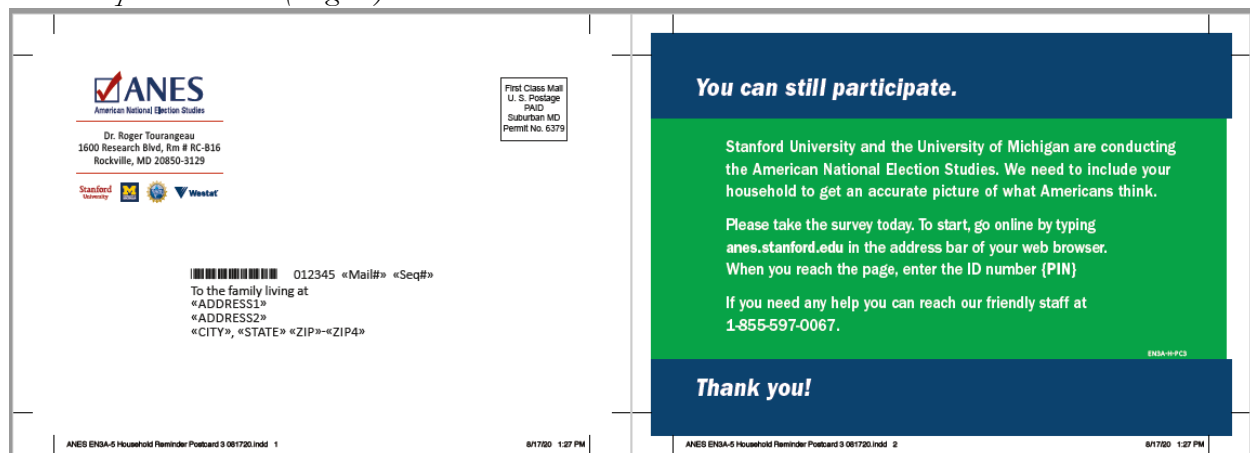 ANES
American National Election Studies
Dr. Roger Tourangeau
1600 Research Blvd, Rm # RC-B16
Rockville, MD 20850-3129
Stanford
University
Westat
First Class Mail
U. S. Postage
PAID
Suburban MD
Permit No. 6379
012345 «Mail#» «Seq#»
To the family living at
«ADDRESS1»
«ADDRESS2»
«CITY», «STATE» «ZIP»-«ZIP4»
ANES EN3A-5 Household Reminder Postcard 3 081720.indd 1
8/17/20 1:27 PM
You can still participate.
Stanford University and the University of Michigan are conducting
the American National Election Studies. We need to include your
household to get an accurate picture of what Americans think.
Please take the survey today. To start, go online by typing
anes.stanford.edu in the address bar of your web browser.
When you reach the page, enter the ID number {PIN}
If you need any help you can reach our friendly staff at
1-855-597-0067.
EN3A-H-PC3
Thank you!
ANES EN3A-5 Household Reminder Postcard 3 081720.indd 2
8/17/20 1:27 PM